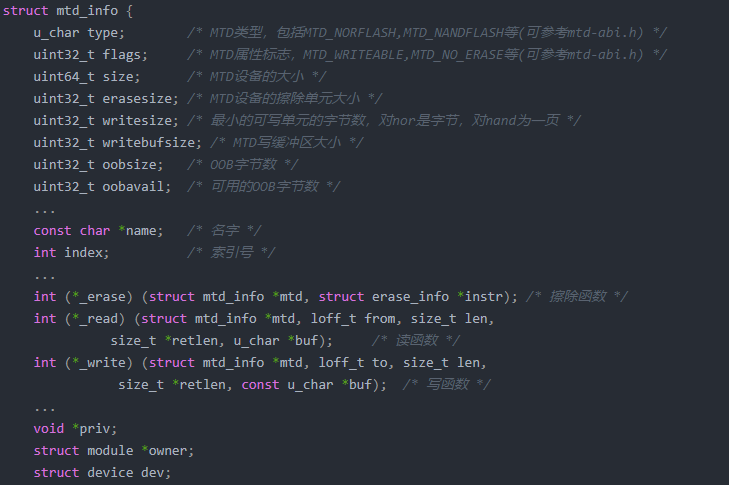 struct mtd_info {
    u_char type;        /* MTD类型，包括MTD_NORFLASH,MTD_NANDFLASH等(可参考mtd-abi.h) */
    uint32_t flags;     /* MTD属性标志，MTD_WRITEABLE,MTD_NO_ERASE等(可参考mtd-abi.h) */
    uint64_t size;      /* MTD设备的大小 */
    uint32_t erasesize; /* MTD设备的擦除单元大小 */
    uint32_t writesize; /* 最小的可写单元的字节数，对nor是字节，对nand为一页 */
    uint32_t writebufsize; /* MTD写缓冲区大小 */
    uint32_t oobsize;   /* OOB字节数 */
    uint32_t oobavail;  /* 可用的OOB字节数 */
    ...
    const char *name;   /* 名字 */
    int index;          /* 索引号 */
    ...
    int (*_erase) (struct mtd_info *mtd, struct erase_info *instr); /* 擦除函数 */
    int (*_read) (struct mtd_info *mtd, loff_t from, size_t len,
              size_t *retlen, u_char *buf);     /* 读函数 */
    int (*_write) (struct mtd_info *mtd, loff_t to, size_t len,
               size_t *retlen, const u_char *buf);  /* 写函数 */
    ...
    void *priv;
    struct module *owner;
    struct device dev;